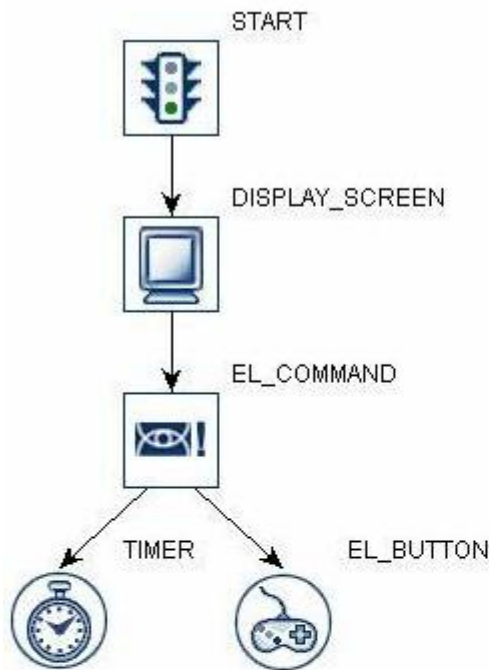 START
DISPLAY_SCREEN
EL_COMMAND
TIMER
EL_BUTTON